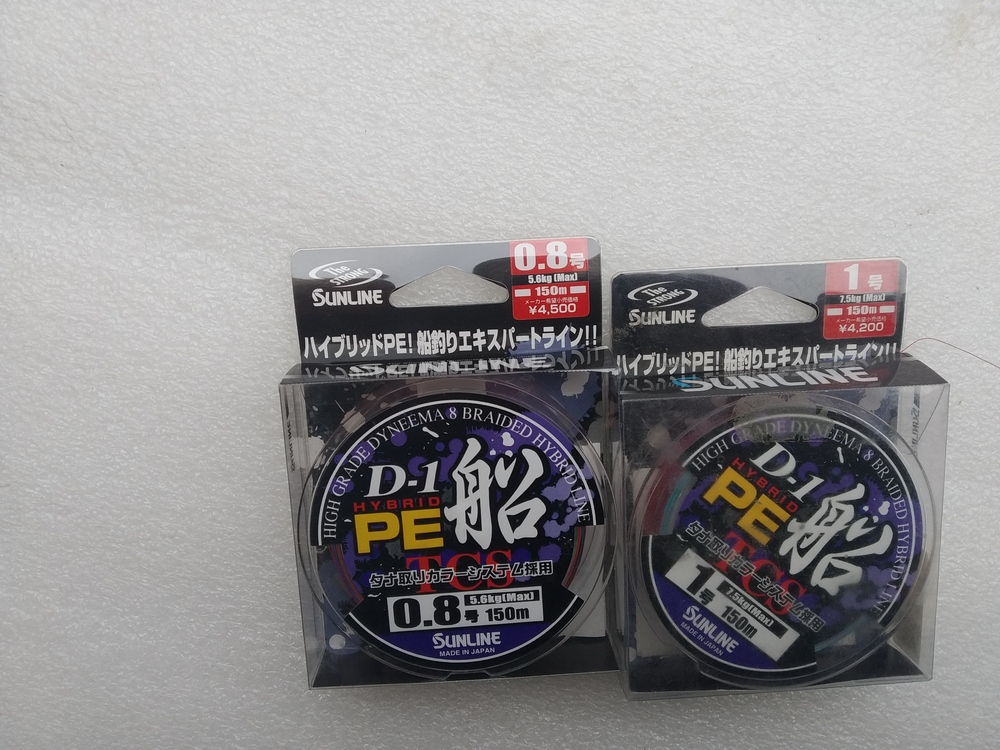 The
STRONG
SUNLINE
0.8号
5.6kg(Max)
150m
メーカー希望小売価格
¥4,500
ハイブリッドPE! 船釣りエキスパートライン!!
SUNLINE
HIGH GRADE DYNEEMA 8 BRAIDED HYBRID LINE
D-1
HYBRID
PE
船
TCS
タナ取りカラーシステム採用
0.8号
5.6kg(Max)
150m
SUNLINE
MADE IN JAPAN
The
STRONG
SUNLINE
1号
7.5kg(Max)
150m
メーカー希望小売価格
¥4,200
ハイブリッドPE! 船釣りエキスパートライン!!
SUNLINE
HIGH GRADE DYNEEMA 8 BRAIDED HYBRID LINE
D-1
HYBRID
PE
船
TCS
タナ取りカラーシステム採用
1号
7.5kg(Max)
150m
SUNLINE
MADE IN JAPAN